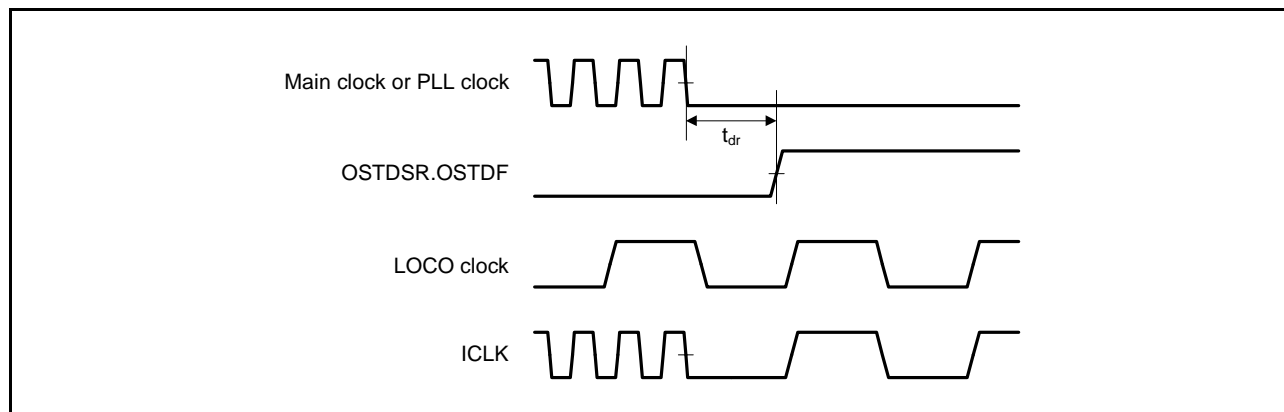 Main clock or PLL clock
tdr
OSTDSR.OSTDF
LOCO clock
ICLK